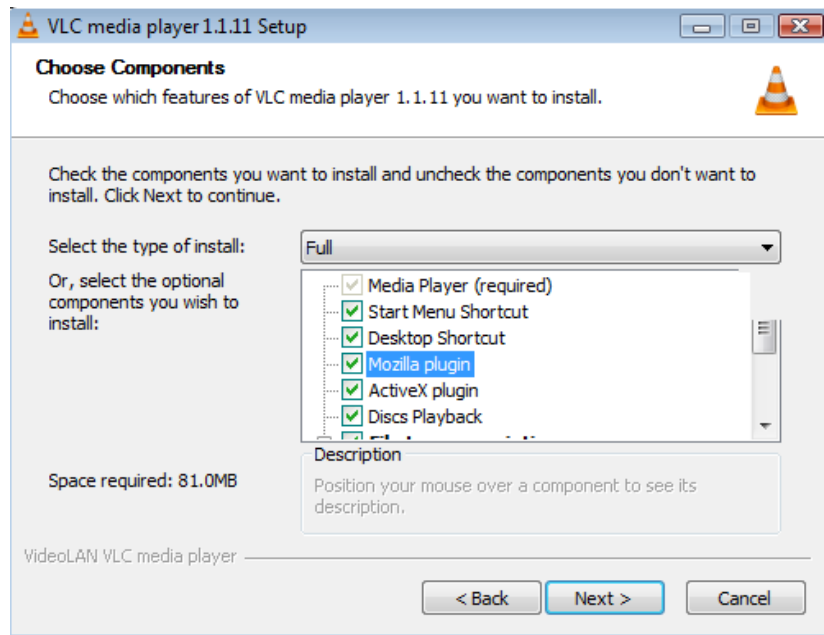 VLC media player 1.1.11 Setup
Choose Components
Choose which features of VLC media player 1.1.11 you want to install.
Check the components you want to install and uncheck the components you don't want to
install. Click Next to continue.
Select the type of install:
Full
Or, select the optional
components you wish to
install:
Media Player (required)
Start Menu Shortcut
Desktop Shortcut
Mozilla plugin
ActiveX plugin
Discs Playback
Space required: 81.0MB
Description
Position your mouse over a component to see its
description.
VideoLAN VLC media player
< Back
Next >
Cancel